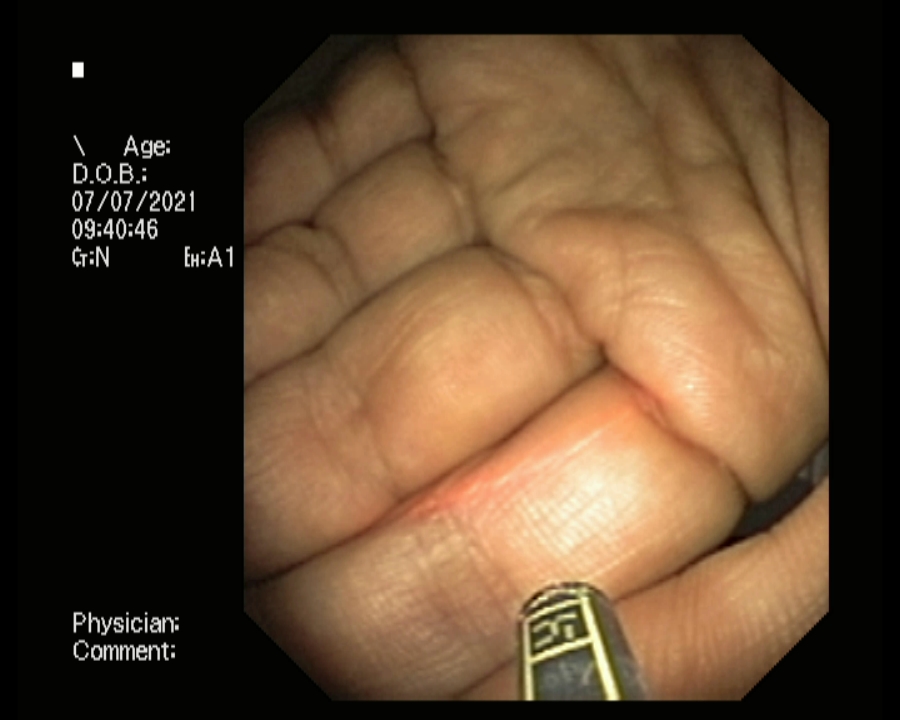 \ Age:
D.O.B.:
07/07/2021
09:40:46
Cr:N Eh:A1
Physician:
Comment: